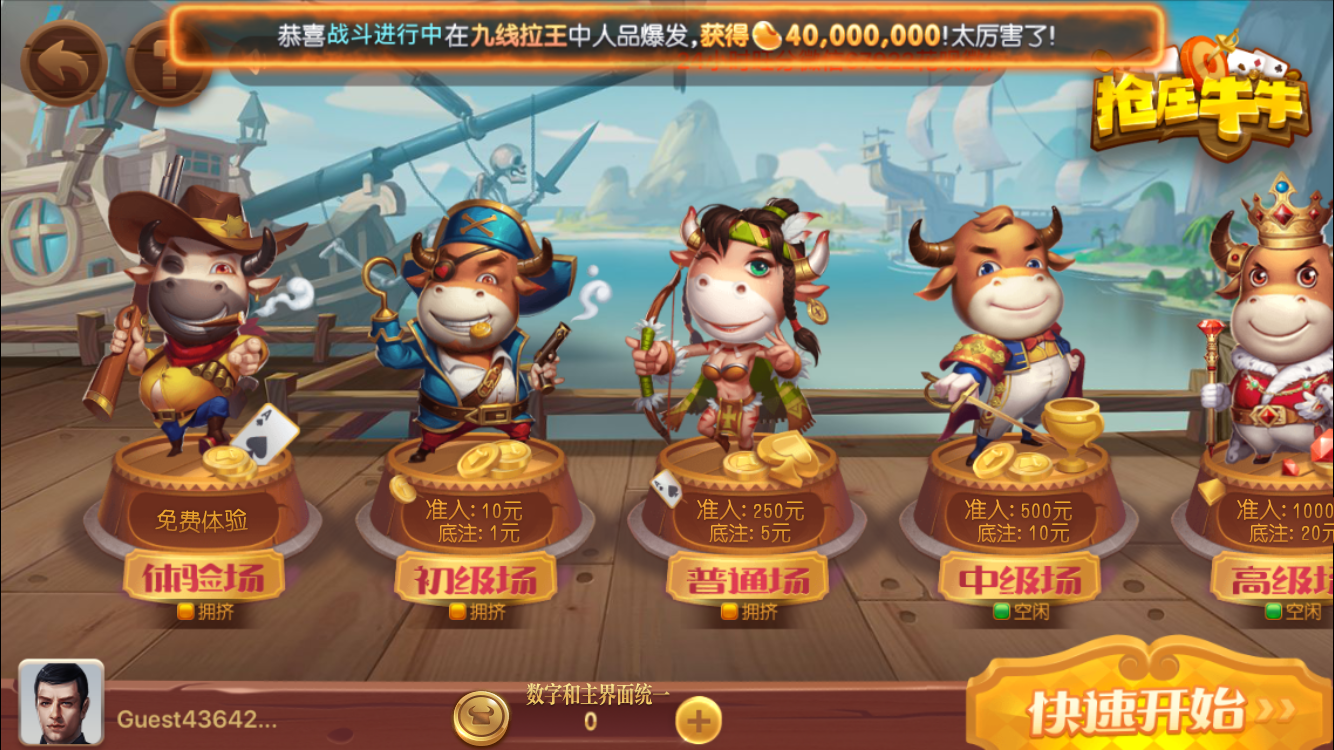 恭喜战斗进行中在九线拉王中人品爆发,获得40,000,000!太厉害了!
?
抢庄牛牛
A
免费体验
体验场
拥挤
准入:10元
底注:1元
初级场
拥挤
准入:250元
底注:5元
普通场
拥挤
准入:500元
底注:10元
中级场
空闲
准入:1000
底注:20元
高级场
空闲
Guest43642...
数字和主界面统一
0
快速开始